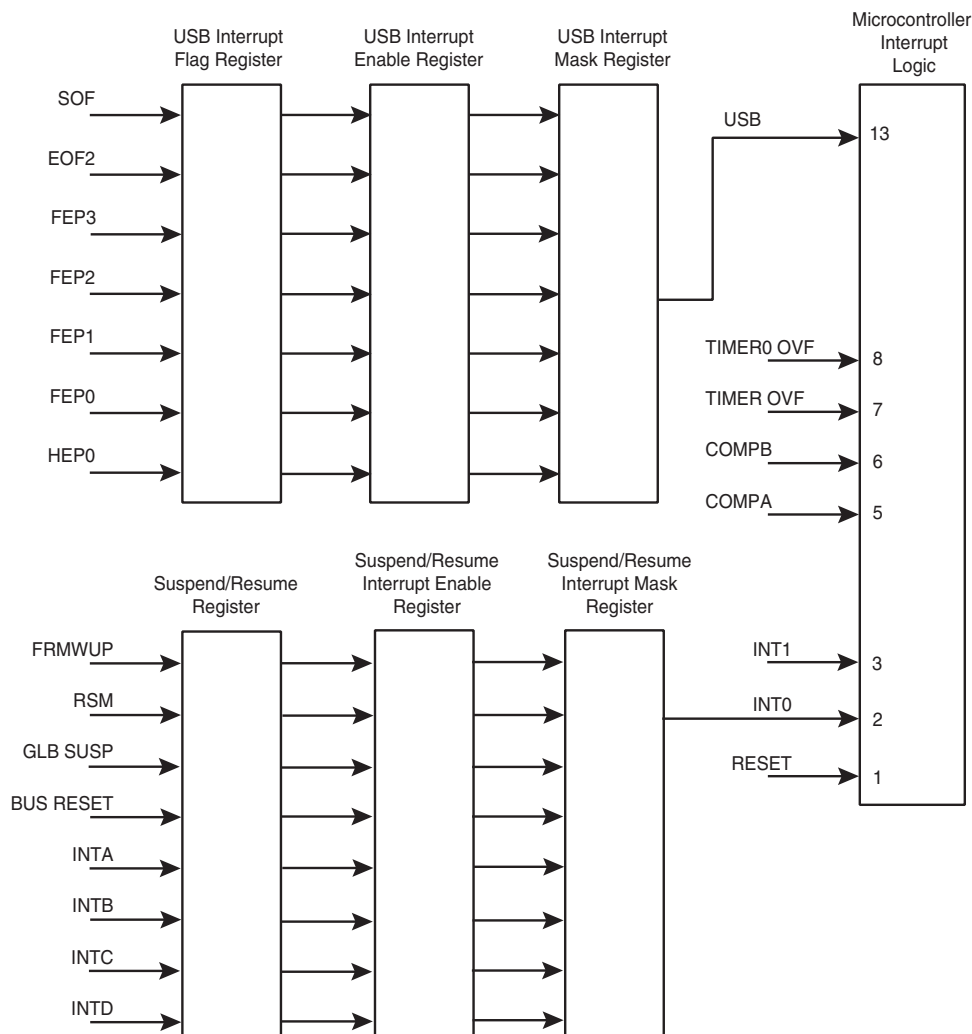 USB Interrupt
Flag Register
USB Interrupt
Enable Register
USB Interrupt
Mask Register
Microcontroller
Interrupt
Logic
SOF
EOF2
FEP3
FEP2
FEP1
FEP0
HEP0
USB
13
TIMER0 OVF
8
TIMER OVF
7
COMPB
6
COMPA
5
Suspend/Resume
Register
Suspend/Resume
Interrupt Enable
Register
Suspend/Resume
Interrupt Mask
Register
FRMWUP
RSM
GLB SUSP
BUS RESET
INTA
INTB
INTC
INTD
INT1
3
INT0
2
RESET
1